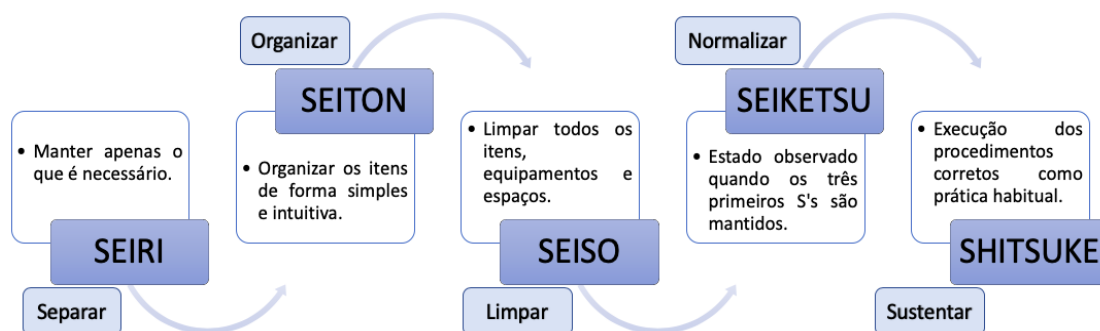 • Manter apenas o
que é necessário.
SEIRI
Separar
Organizar
SEITON
• Organizar os itens
de forma simples
e intuitiva.
• Limpar todos os
itens,
equipamentos e
espaços.
SEISO
Limpar
Normalizar
SEIKETSU
• Estado observado
quando os três
primeiros S's são
mantidos.
• Execução dos
procedimentos
corretos como
prática habitual.
SHITSUKE
Sustentar